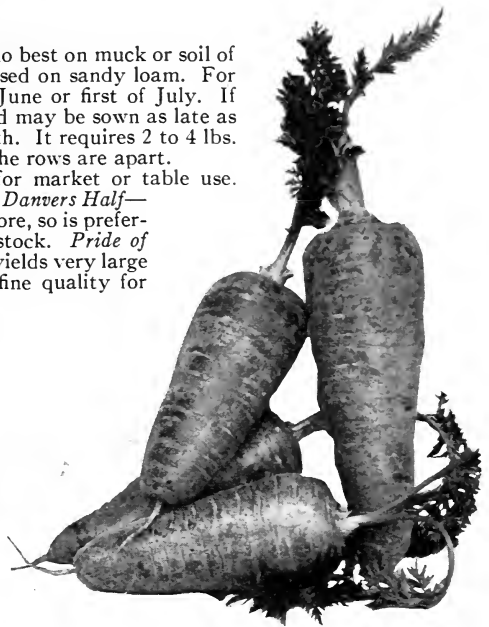 o best on muck or soil of
sed on sandy loam. For
June or first of July. If
d may be sown as late as
th. It requires 2 to 4 lbs.
he rows are apart.
for market or table use.
Danvers Half—
ore, so is prefer-
stock. Pride of
yields very large
fine quality for